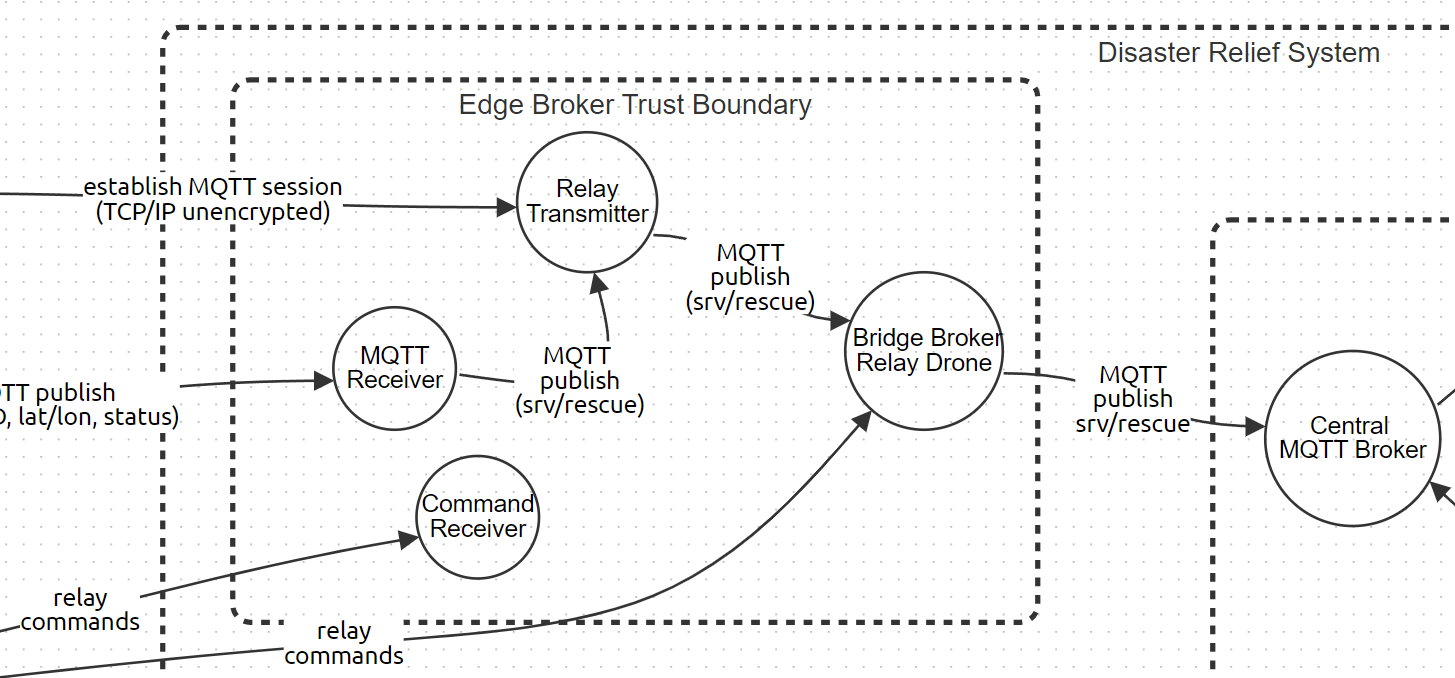 Disaster Relief System
Edge Broker Trust Boundary
establish MQTT session
(TCP/IP unencrypted)
Relay
Transmitter
MQTT
publish
(srv/rescue)
Bridge Broker
Relay Drone
MQTT
Receiver
MQTT
publish
(srv/rescue)
publish
lat/lon, status)
MQTT
publish
srv/rescue
Central
MQTT Broker
Command
Receiver
relay
commands
relay
commands